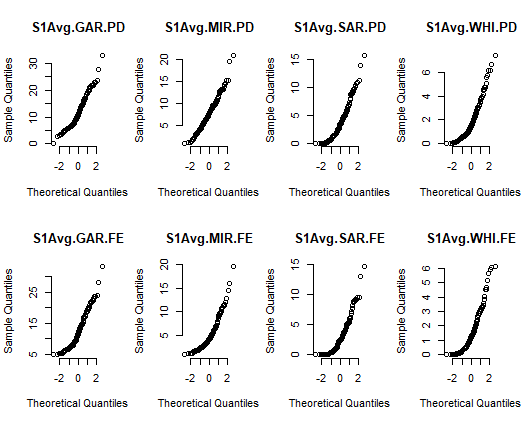 S1Avg.GAR.PD S1Avg.MIR.PD S1Avg.SAR.PD S1Avg.WHI.PD
Sample Quantiles Sample Quantiles Sample Quantiles Sample Quantiles
0 10 20 30 5 10 15 20 0 5 10 15 0 2 4 6
-2 0 2 -2 0 2 -2 0 2 -2 0 2
Theoretical Quantiles Theoretical Quantiles Theoretical Quantiles Theoretical Quantiles
S1Avg.GAR.FE S1Avg.MIR.FE S1Avg.SAR.FE S1Avg.WHI.FE
Sample Quantiles Sample Quantiles Sample Quantiles Sample Quantiles
5 15 25 5 10 15 20 0 5 10 15 0 1 2 3 4 5 6
-2 0 2 -2 0 2 -2 0 2 -2 0 2
Theoretical Quantiles Theoretical Quantiles Theoretical Quantiles Theoretical Quantiles